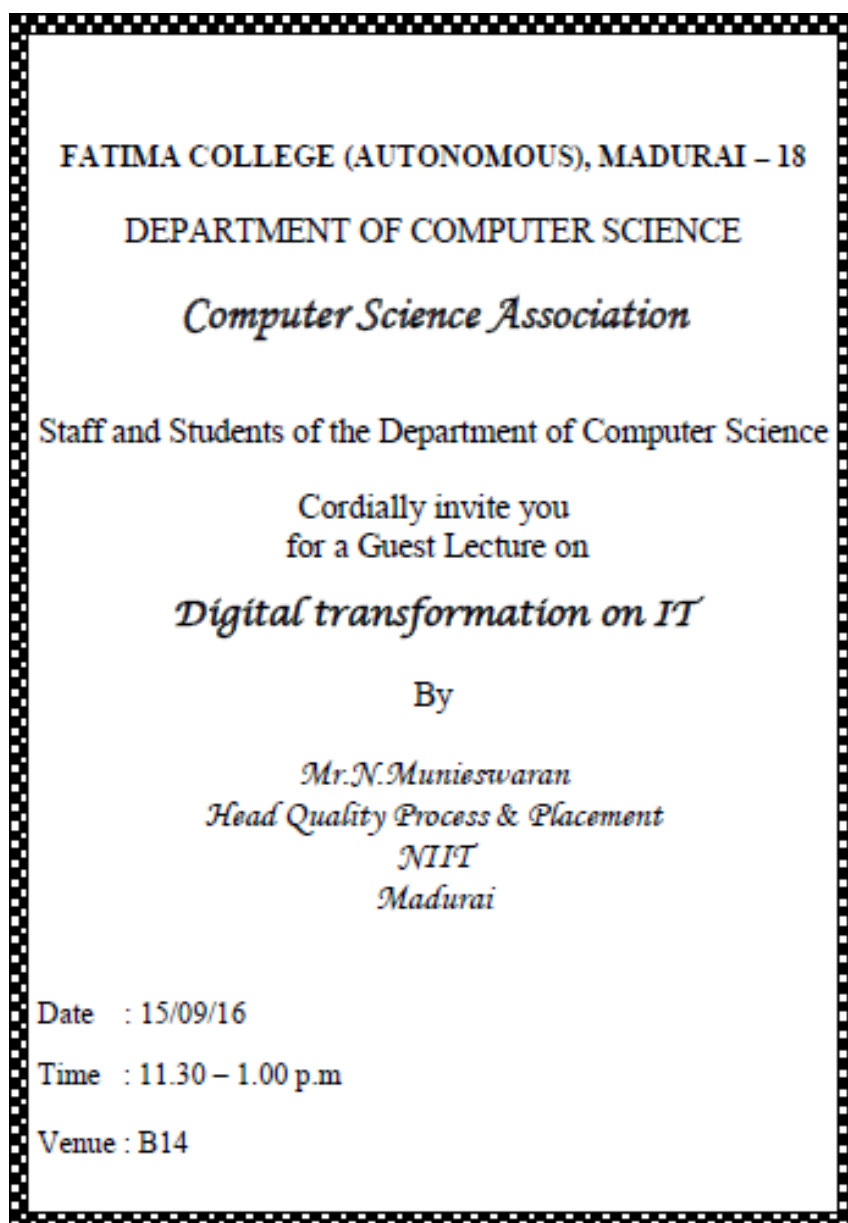 FATIMA COLLEGE (AUTONOMOUS), MADURAI – 18
DEPARTMENT OF COMPUTER SCIENCE
Computer Science Association
Staff and Students of the Department of Computer Science
Cordially invite you
for a Guest Lecture on
Digital transformation on IT
By
Mr.N.Munieswaran
Head Quality Process & Placement
NIIT
Madurai
Date : 15/09/16
Time : 11.30 – 1.00 p.m
Venue : B14